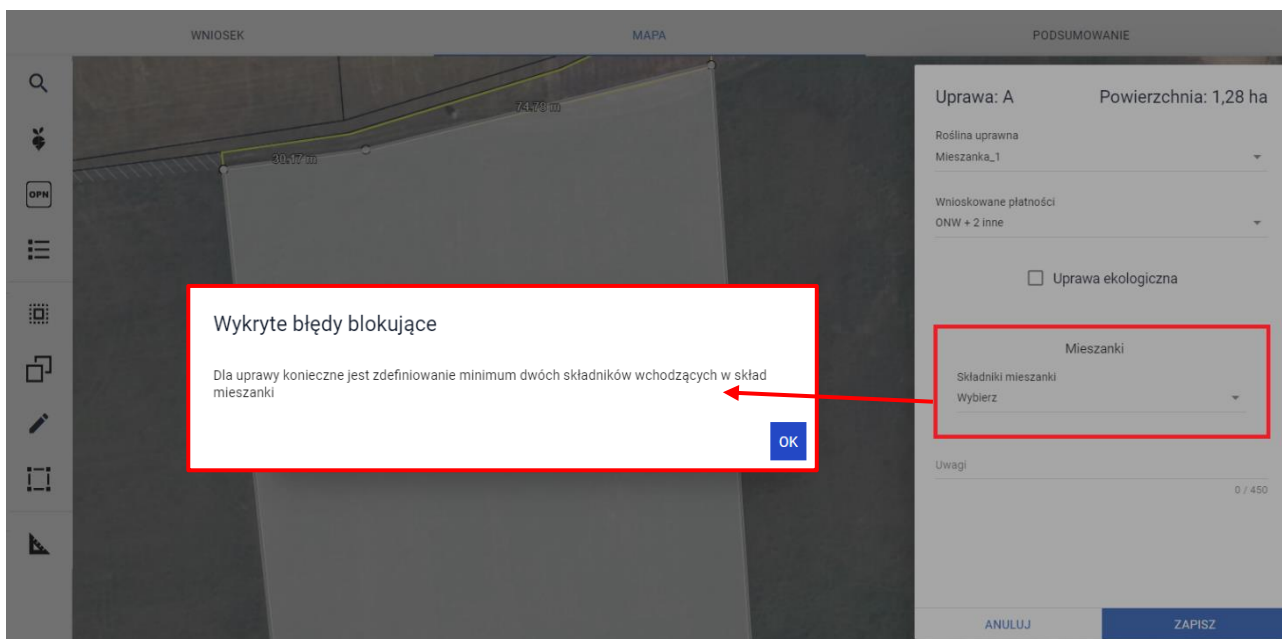 WNIOSEK
MAPA
PODSUMOWANIE
OPN
74.79 m
30.17 m
Uprawa: A
Powierzchnia: 1,28 ha
Roślina uprawna
Mieszanka_1
Wnioskowane płatności
ONW + 2 inne
Uprawa ekologiczna
Mieszanki
Składniki mieszanki
Wybierz
Uwagi
0 / 450
ANULUJ
ZAPISZ
Wykryte błędy blokujące
Dla uprawy konieczne jest zdefiniowanie minimum dwóch składników wchodzących w skład
mieszanki
OK